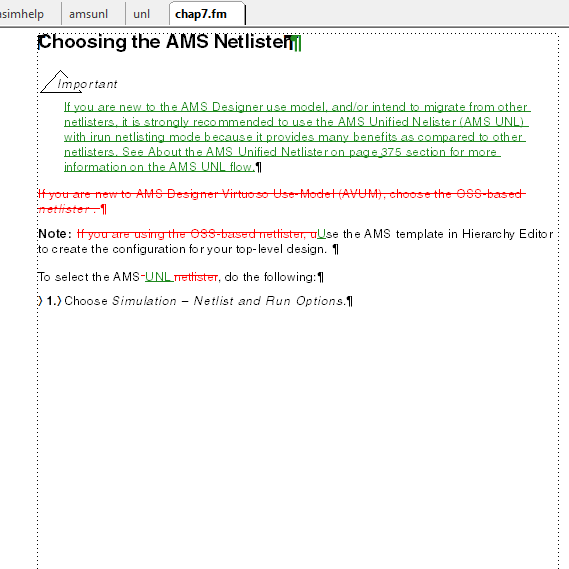 simhelp amsunl unl chap7.fm
Choosing the AMS Netlister¶
Important
If you are new to the AMS Designer use model, and/or intend to migrate from other
netlisters, it is strongly recommended to use the AMS Unified Nelister (AMS UNL)
with irun netlisting mode because it provides many benefits as compared to other
netlisters. See About the AMS Unified Netlister on page 375 section for more
information on the AMS UNL flow.¶
If you are new to AMS Designer Virtuoso Use Model (AVUM), choose the OSS-based
netlister .¶
Note: If you are using the OSS-based netlister, uUse the AMS template in Hierarchy Editor
to create the configuration for your top-level design. ¶
To select the AMS-UNL netlister, do the following:¶
⟩ 1.⟩ Choose Simulation – Netlist and Run Options.¶